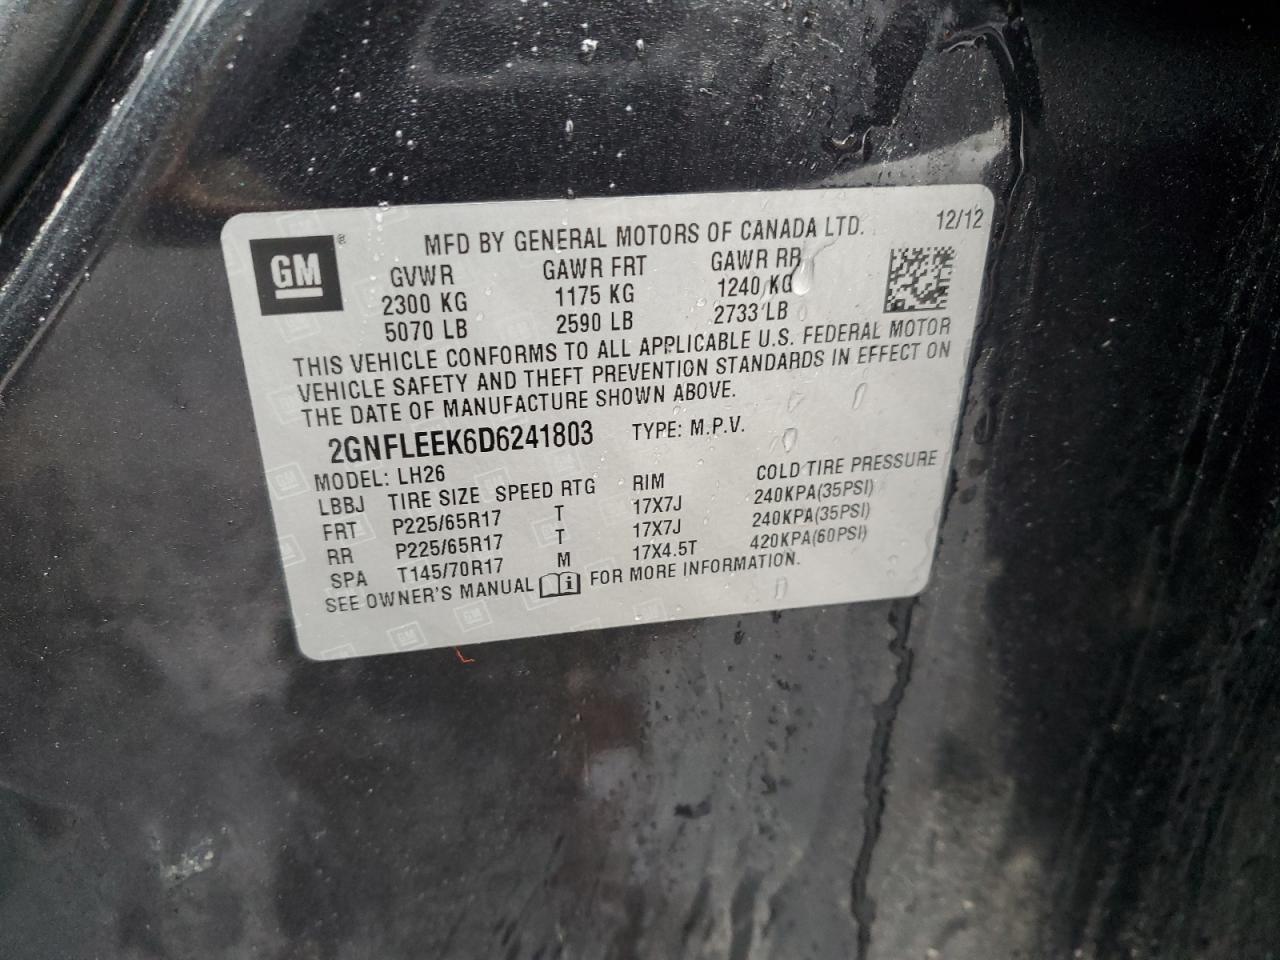 GM ®
MFD BY GENERAL MOTORS OF CANADA LTD. 12/12
GVWR GAWR FRT GAWR RR
2300 KG 1175 KG 1240 KG
5070 LB 2590 LB 2733 LB
THIS VEHICLE CONFORMS TO ALL APPLICABLE U.S. FEDERAL MOTOR
VEHICLE SAFETY AND THEFT PREVENTION STANDARDS IN EFFECT ON
THE DATE OF MANUFACTURE SHOWN ABOVE.
2GNFLEEK6D6241803 TYPE: M.P.V.
MODEL: LH26
LBBJ TIRE SIZE SPEED RTG RIM COLD TIRE PRESSURE
FRT P225/65R17 T 17X7J 240KPA(35PSI)
RR P225/65R17 T 17X7J 240KPA(35PSI)
SPA T145/70R17 M 17X4.5T 420KPA(60PSI)
SEE OWNER'S MANUAL i FOR MORE INFORMATION.